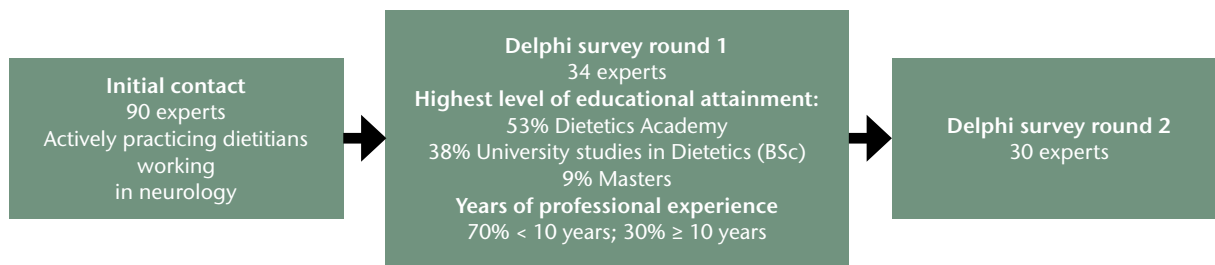 Initial contact
90 experts
Actively practicing dietitians
working
in neurology
Delphi survey round 1
34 experts
Highest level of educational attainment:
53% Dietetics Academy
38% University studies in Dietetics (BSc)
9% Masters
Years of professional experience
70% < 10 years; 30% ≥ 10 years
Delphi survey round 2
30 experts